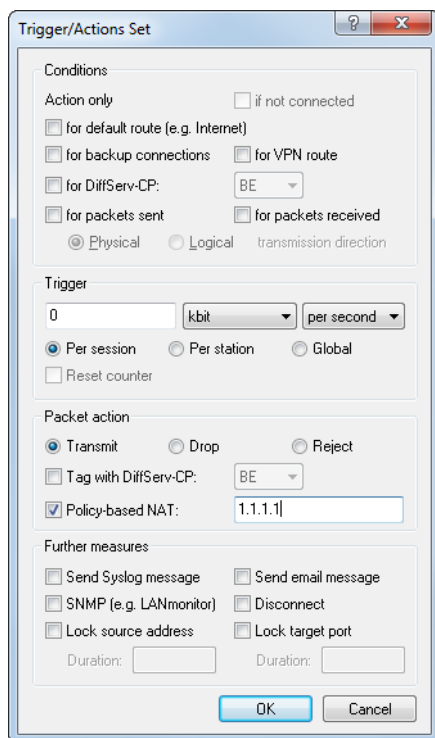 Trigger/Actions Set
Conditions
Action only if not connected
for default route (e.g. Internet)
for backup connections for VPN route
for DiffServ-CP: BE
for packets sent for packets received
Physical Logical transmission direction
Trigger
0 kbit per second
Per session Per station Global
Reset counter
Packet action
Transmit Drop Reject
Tag with DiffServ-CP: BE
Policy-based NAT: 1.1.1.1
Further measures
Send Syslog message Send email message
SNMP (e.g. LANmonitor) Disconnect
Lock source address Lock target port
Duration: Duration:
OK Cancel